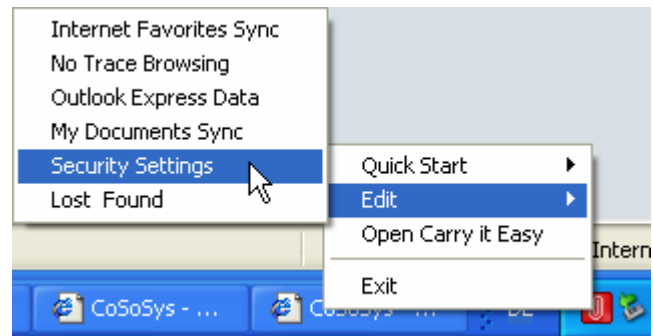 Internet Favorites Sync
No Trace Browsing
Outlook Express Data
My Documents Sync
Security Settings
Lost Found
Quick Start
Edit
Open Carry it Easy
Exit
Intern
CoSoSys - ...